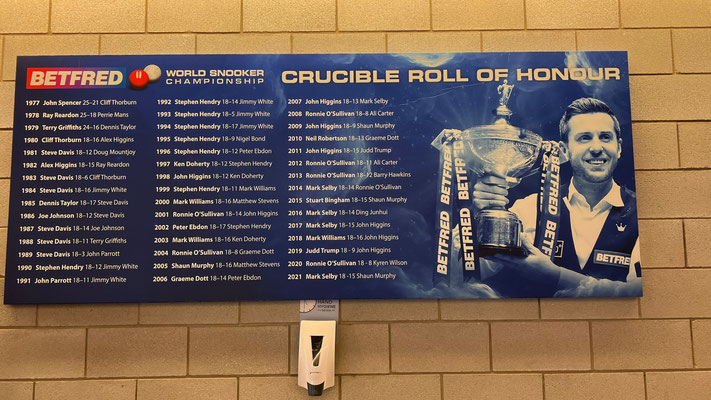 BETFRED
WORLD SNOOKER
CHAMPIONSHIP
CRUCIBLE ROLL OF HONOUR
1977 John Spencer 25–21 Cliff Thorburn
1978 Ray Reardon 25–18 Perrie Mans
1979 Terry Griffiths 24–16 Dennis Taylor
1980 Cliff Thorburn 18–16 Alex Higgins
1981 Steve Davis 18–12 Doug Mountjoy
1982 Alex Higgins 18–15 Ray Reardon
1983 Steve Davis 18–6 Cliff Thorburn
1984 Steve Davis 18–16 Jimmy White
1985 Dennis Taylor 18–17 Steve Davis
1986 Joe Johnson 18–12 Steve Davis
1987 Steve Davis 18–14 Joe Johnson
1988 Steve Davis 18–11 Terry Griffiths
1989 Steve Davis 18–3 John Parrott
1990 Stephen Hendry 18–12 Jimmy White
1991 John Parrott 18–11 Jimmy White
1992 Stephen Hendry 18–14 Jimmy White
1993 Stephen Hendry 18–5 Jimmy White
1994 Stephen Hendry 18–17 Jimmy White
1995 Stephen Hendry 18–9 Nigel Bond
1996 Stephen Hendry 18–12 Peter Ebdon
1997 Ken Doherty 18–12 Stephen Hendry
1998 John Higgins 18–12 Ken Doherty
1999 Stephen Hendry 18–11 Mark Williams
2000 Mark Williams 18–16 Matthew Stevens
2001 Ronnie O'Sullivan 18–14 John Higgins
2002 Peter Ebdon 18–17 Stephen Hendry
2003 Mark Williams 18–16 Ken Doherty
2004 Ronnie O'Sullivan 18–8 Graeme Dott
2005 Shaun Murphy 18–16 Matthew Stevens
2006 Graeme Dott 18–14 Peter Ebdon
2007 John Higgins 18–13 Mark Selby
2008 Ronnie O'Sullivan 18–8 Ali Carter
2009 John Higgins 18–9 Shaun Murphy
2010 Neil Robertson 18–13 Graeme Dott
2011 John Higgins 18–15 Judd Trump
2012 Ronnie O'Sullivan 18–11 Ali Carter
2013 Ronnie O'Sullivan 18–12 Barry Hawkins
2014 Mark Selby 18–14 Ronnie O'Sullivan
2015 Stuart Bingham 18–15 Shaun Murphy
2016 Mark Selby 18–14 Ding Junhui
2017 Mark Selby 18–15 John Higgins
2018 Mark Williams 18–16 John Higgins
2019 Judd Trump 18 - 9 John Higgins
2020 Ronnie O'Sullivan 18 - 8 Kyren Wilson
2021 Mark Selby 18–15 Shaun Murphy
BETFRED
BETFRED
BETFRED
BETFRED
BETFRED
BETFRED
BETFRED